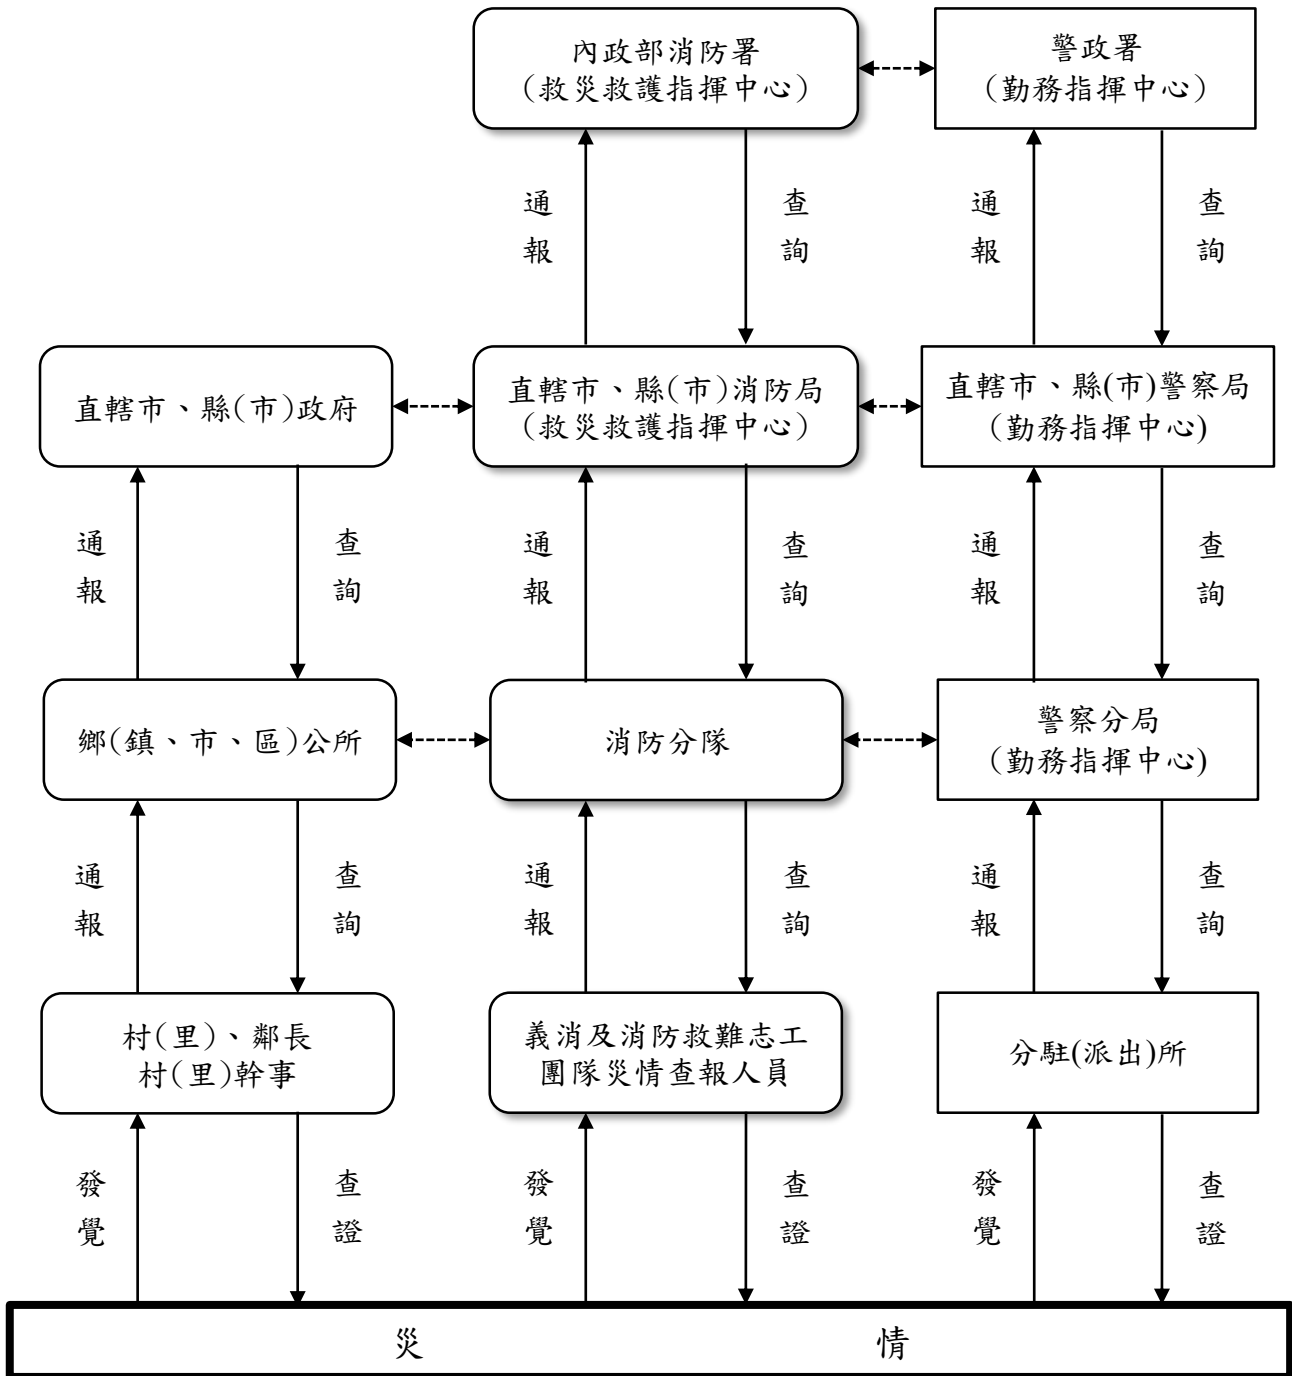 內政部消防署
(救災救護指揮中心)
警政署
(勤務指揮中心)
通報
查詢
通報
查詢
直轄市、縣(市)政府
直轄市、縣(市)消防局
(救災救護指揮中心)
直轄市、縣(市)警察局
(勤務指揮中心)
通報
查詢
通報
查詢
通報
查詢
鄉(鎮、市、區)公所
消防分隊
警察分局
(勤務指揮中心)
通報
查詢
通報
查詢
通報
查詢
村(里)、鄰長
村(里)幹事
義消及消防救難志工
團隊災情查報人員
分駐(派出)所
發覺
查證
發覺
查證
發覺
查證
災情